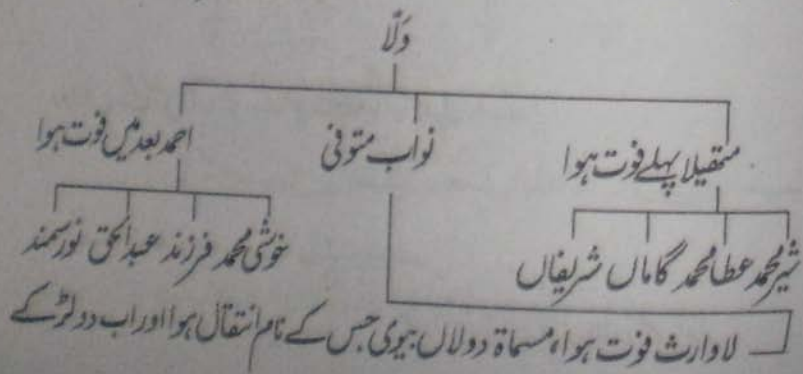 دَلّا
متھیلا پہلے فوت ہوا نواب متوفی احمد بعد میں فوت ہوا
شیر محمد عطا محمد گاماں شریفاں خوشی محمد فرزند عبدالحق نور سمند
لاوارث فوت ہوا، مسماۃ دولاں بیوی جس کے نام انتقال ہوا اور اب دو لڑکے